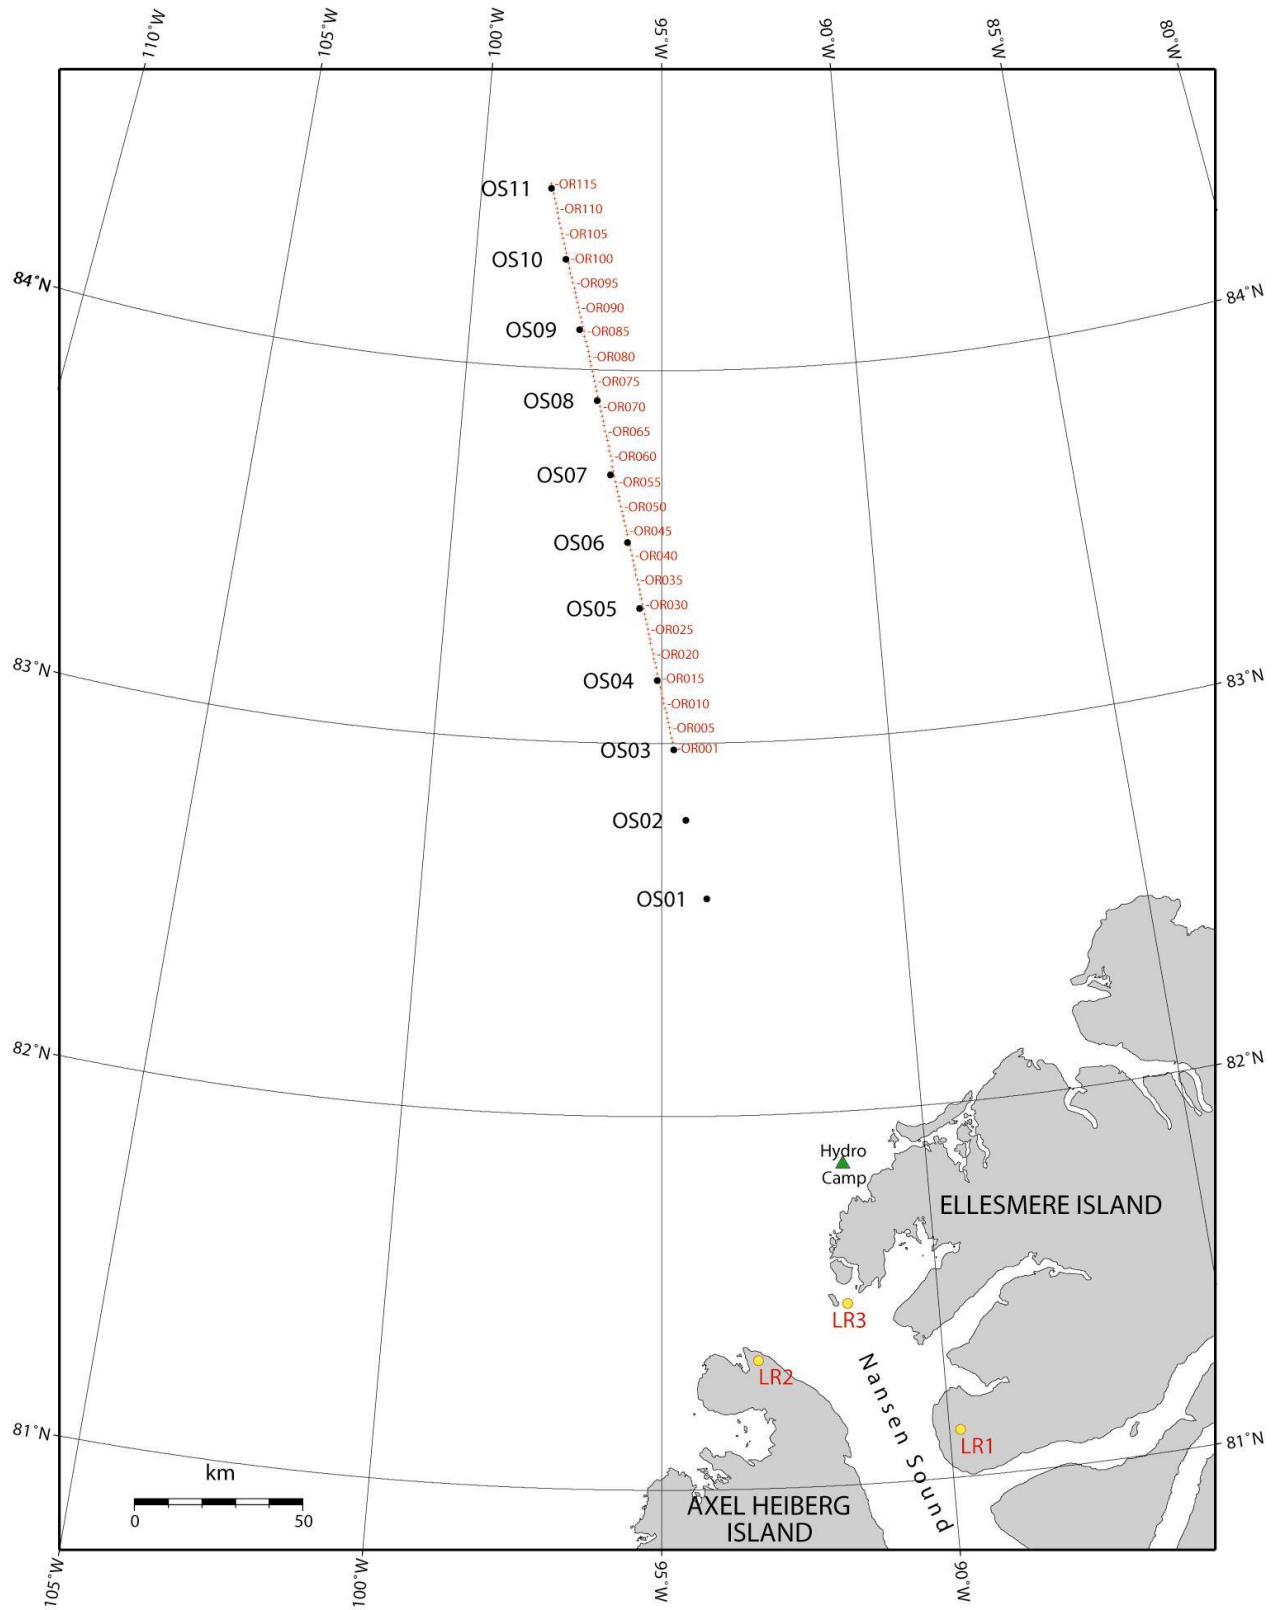 110°W
105°W
100°W
95°W
90°W
85°W
80°W
OS11
-OR115
-OR110
-OR105
OS10
-OR100
-OR095
84°N
84°N
-OR090
OS09
-OR085
-OR080
-OR075
OS08
-OR070
-OR065
-OR060
OS07
-OR055
-OR050
-OR045
OS06
-OR040
-OR035
OS05
-OR030
-OR025
-OR020
83°N
83°N
OS04
-OR015
-OR010
-OR005
OS03
-OR001
OS02
OS01
82°N
82°N
Hydro
Camp
ELLESMERE ISLAND
LR3
LR2
Nansen Sound
LR1
81°N
81°N
km
0
50
AXEL HEIBERG
ISLAND
105°W
100°W
95°W
90°W